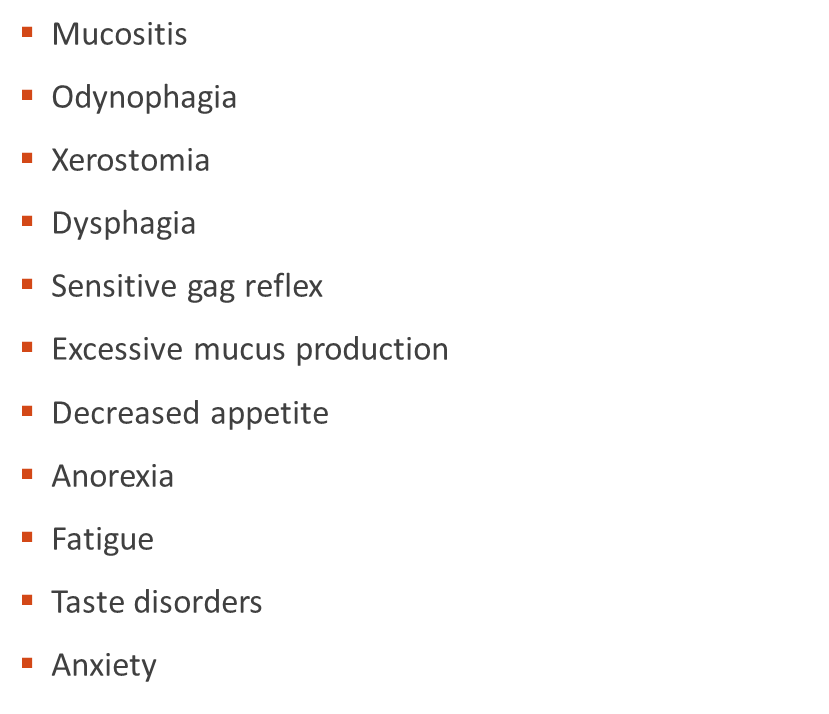 ▪ Mucositis
▪ Odynophagia
▪ Xerostomia
▪ Dysphagia
▪ Sensitive gag reflex
▪ Excessive mucus production
▪ Decreased appetite
▪ Anorexia
▪ Fatigue
▪ Taste disorders
▪ Anxiety